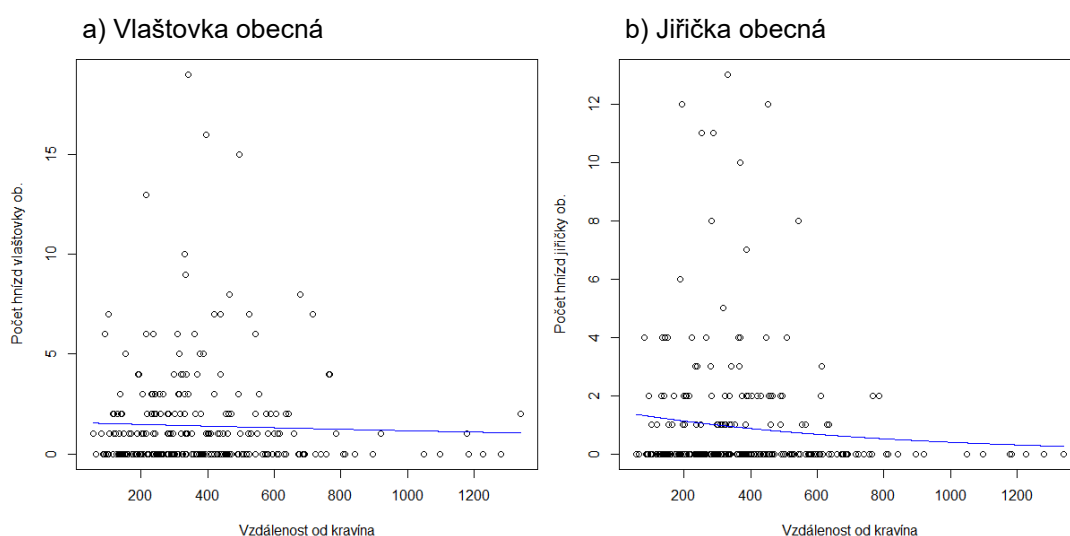 a) Vlaštovka obecná
b) Jiřička obecná
Počet hnízd vlaštovky ob.
15
10
5
0
200 400 600 800 1000 1200
Vzdálenost od kravína
Počet hnízd jiřičky ob.
12
10
8
6
4
2
0
200 400 600 800 1000 1200
Vzdálenost od kravína